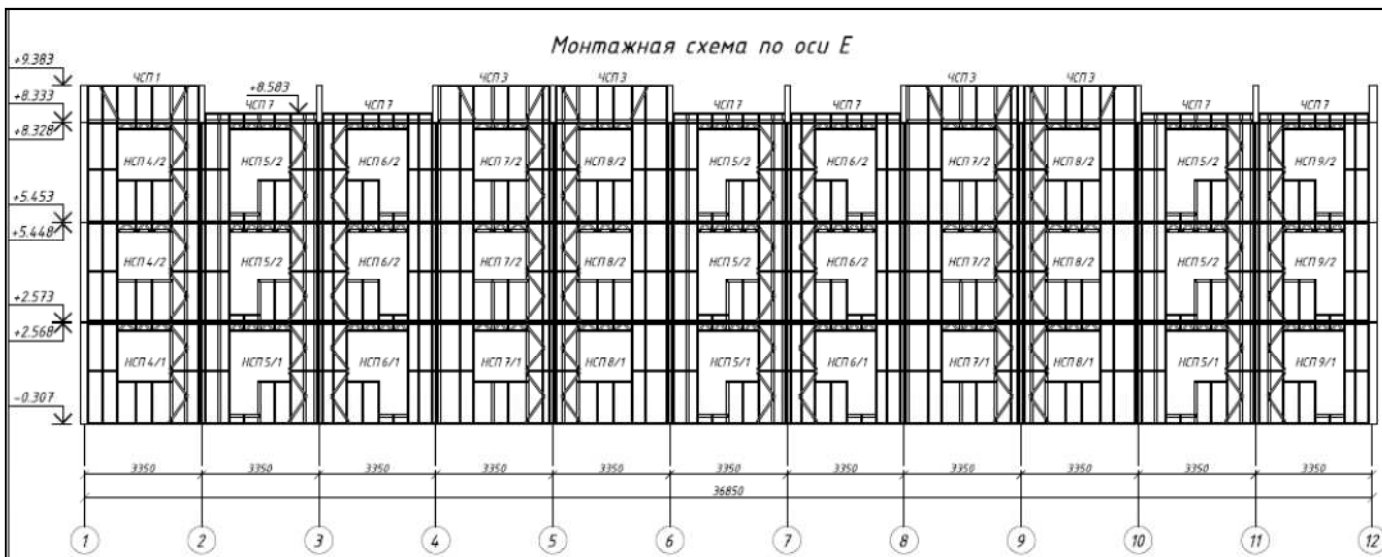 Монтажная схема по оси Е
+9.383
ЧСП 1
+8.583
ЧСП 7
ЧСП 7
ЧСП 3
ЧСП 3
ЧСП 7
ЧСП 7
ЧСП 3
ЧСП 3
ЧСП 7
ЧСП 7
+8.333
+8.328
НСП 4/2
НСП 5/2
НСП 6/2
НСП 7/2
НСП 8/2
НСП 5/2
НСП 6/2
НСП 7/2
НСП 8/2
НСП 5/2
НСП 9/2
+5.453
+5.448
НСП 4/2
НСП 5/2
НСП 6/2
НСП 7/2
НСП 8/2
НСП 5/2
НСП 6/2
НСП 7/2
НСП 8/2
НСП 5/2
НСП 9/2
+2.573
+2.568
НСП 4/1
НСП 5/1
НСП 6/1
НСП 7/1
НСП 8/1
НСП 5/1
НСП 6/1
НСП 7/1
НСП 8/1
НСП 5/1
НСП 9/1
-0.307
3350 3350 3350 3350 3350 3350 3350 3350 3350 3350 3350
36850
1 2 3 4 5 6 7 8 9 10 11 12